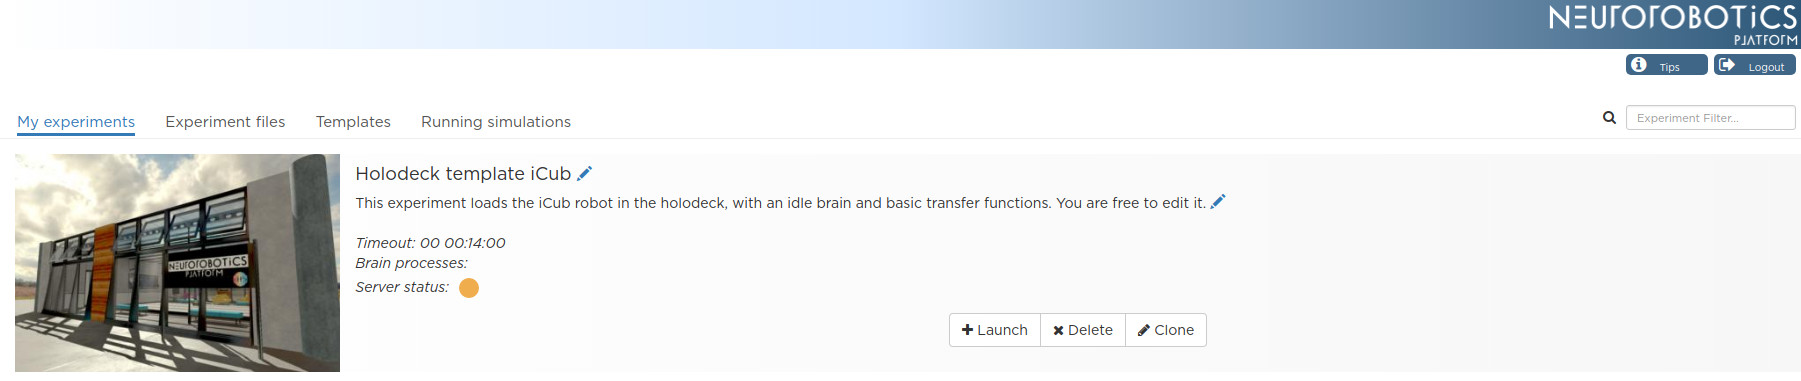 NEUROROBOTICS
PLATFORM
Tips
Logout
My experiments
Experiment files
Templates
Running simulations
Experiment Filter...
Holodeck template iCub
This experiment loads the iCub robot in the holodeck, with an idle brain and basic transfer functions. You are free to edit it.
NEUROROBOTICS
PLATFORM
Timeout: 00 00:14:00
Brain processes:
Server status:
Launch
Delete
Clone